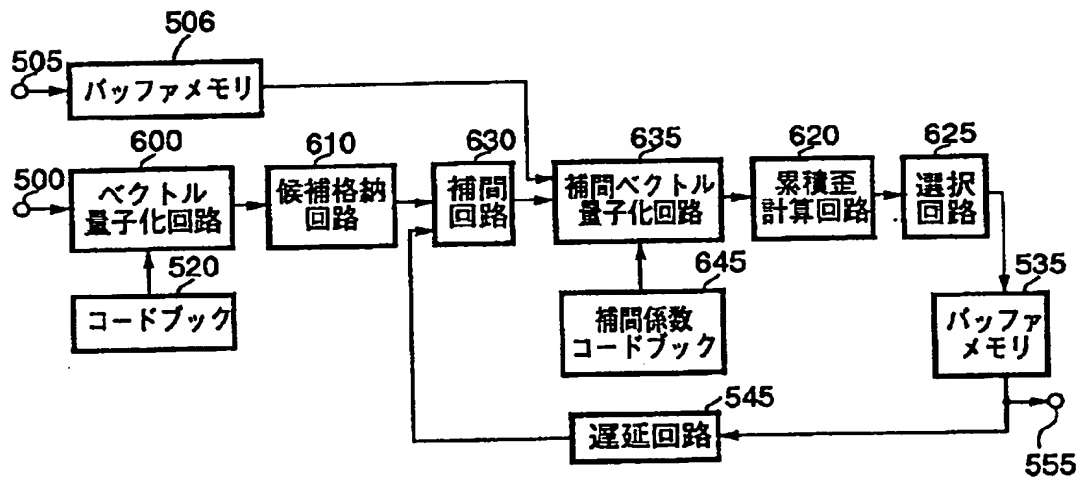 506
505
バッファメモリ
600
610
630
635
620
625
500
ベクトル
量子化回路
候補格納
回路
補間
回路
補間ベクトル
量子化回路
累積歪
計算回路
選択
回路
520
コードブック
645
補間係数
コードブック
535
バッファ
メモリ
545
遅延回路
555